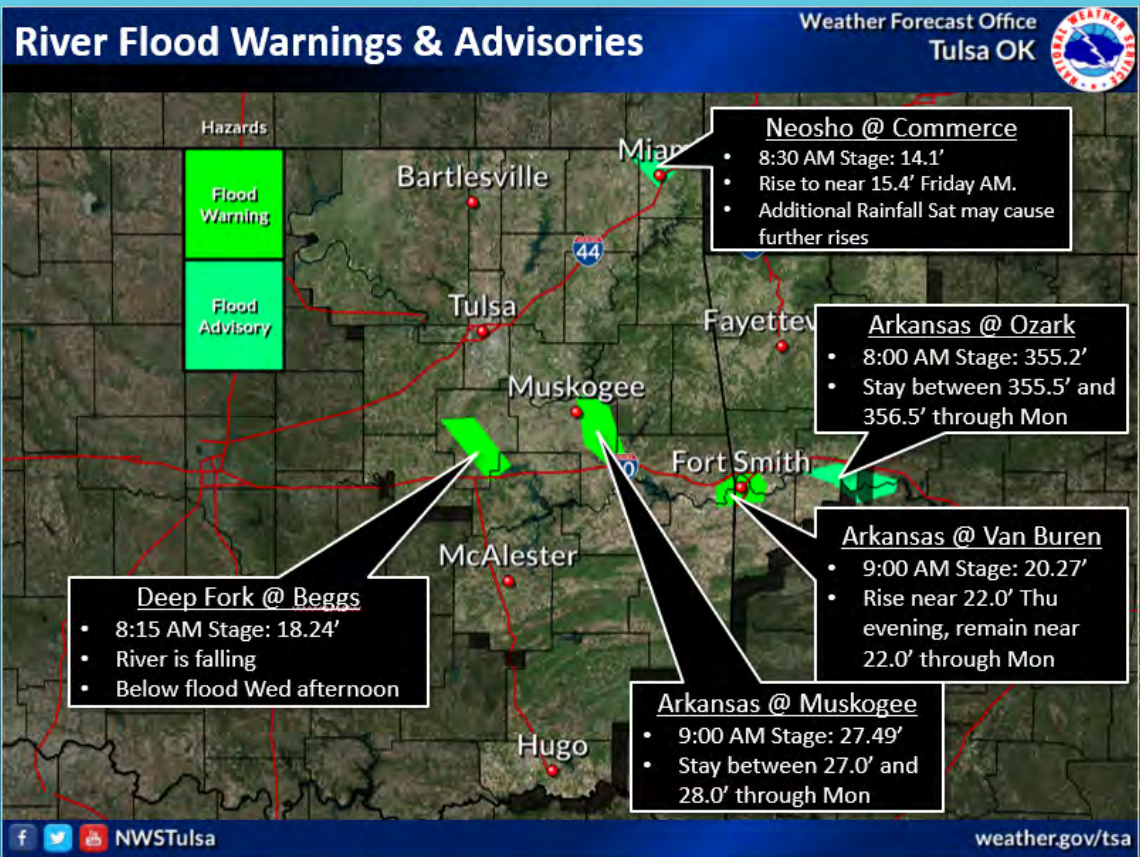 River Flood Warnings & Advisories
Weather Forecast Office
Tulsa OK
NATIONAL WEATHER SERVICE
Hazards
Flood
Warning
Flood
Advisory
Bartlesville
Miam
44
Tulsa
Fayettev
Muskogee
0
Fort Smith
McAlester
Hugo
Neosho @ Commerce
• 8:30 AM Stage: 14.1’
• Rise to near 15.4’ Friday AM.
• Additional Rainfall Sat may cause
further rises
Arkansas @ Ozark
• 8:00 AM Stage: 355.2’
• Stay between 355.5’ and
356.5’ through Mon
Arkansas @ Van Buren
• 9:00 AM Stage: 20.27’
• Rise near 22.0’ Thu
evening, remain near
22.0’ through Mon
Deep Fork @ Beggs
• 8:15 AM Stage: 18.24’
• River is falling
• Below flood Wed afternoon
Arkansas @ Muskogee
• 9:00 AM Stage: 27.49’
• Stay between 27.0’ and
28.0’ through Mon
NWSTulsa
weather.gov/tsa